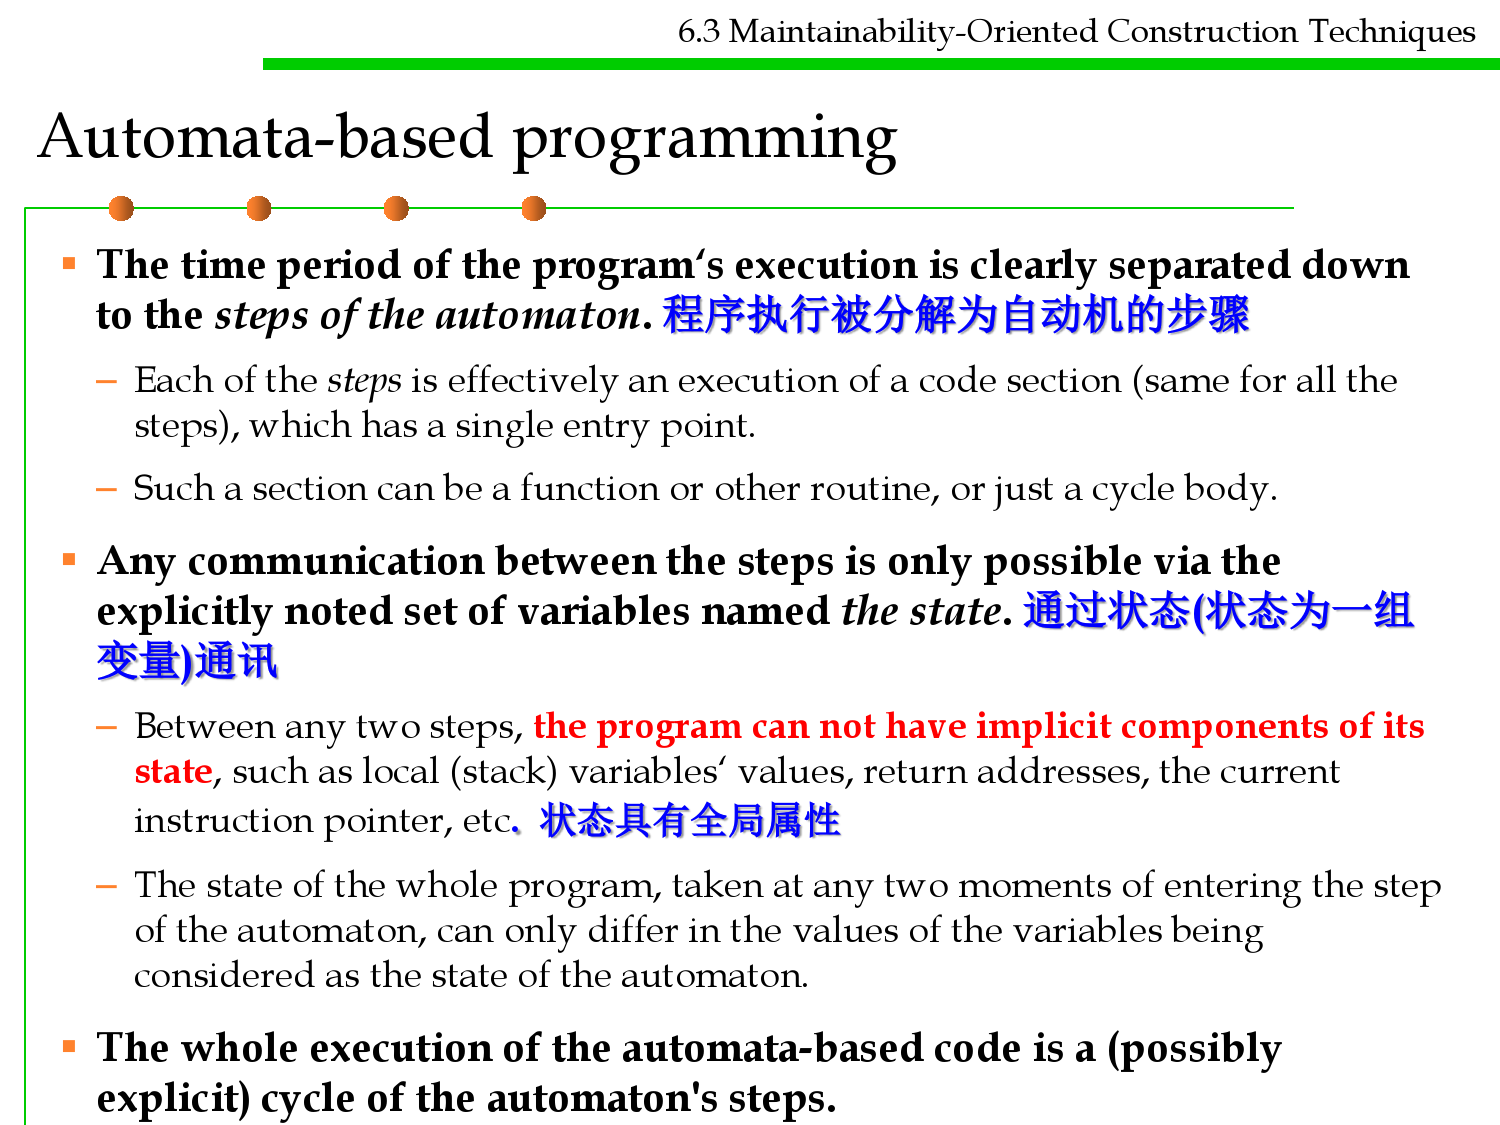 6.3 Maintainability-Oriented Construction Techniques
Automata-based programming
▪ The time period of the program‘s execution is clearly separated down
to the steps of the automaton. 程序执行被分解为自动机的步骤
– Each of the steps is effectively an execution of a code section (same for all the
steps), which has a single entry point.
– Such a section can be a function or other routine, or just a cycle body.
▪ Any communication between the steps is only possible via the
explicitly noted set of variables named the state. 通过状态(状态为一组
变量)通讯
– Between any two steps, the program can not have implicit components of its
state, such as local (stack) variables‘ values, return addresses, the current
instruction pointer, etc. 状态具有全局属性
– The state of the whole program, taken at any two moments of entering the step
of the automaton, can only differ in the values of the variables being
considered as the state of the automaton.
▪ The whole execution of the automata-based code is a (possibly
explicit) cycle of the automaton's steps.